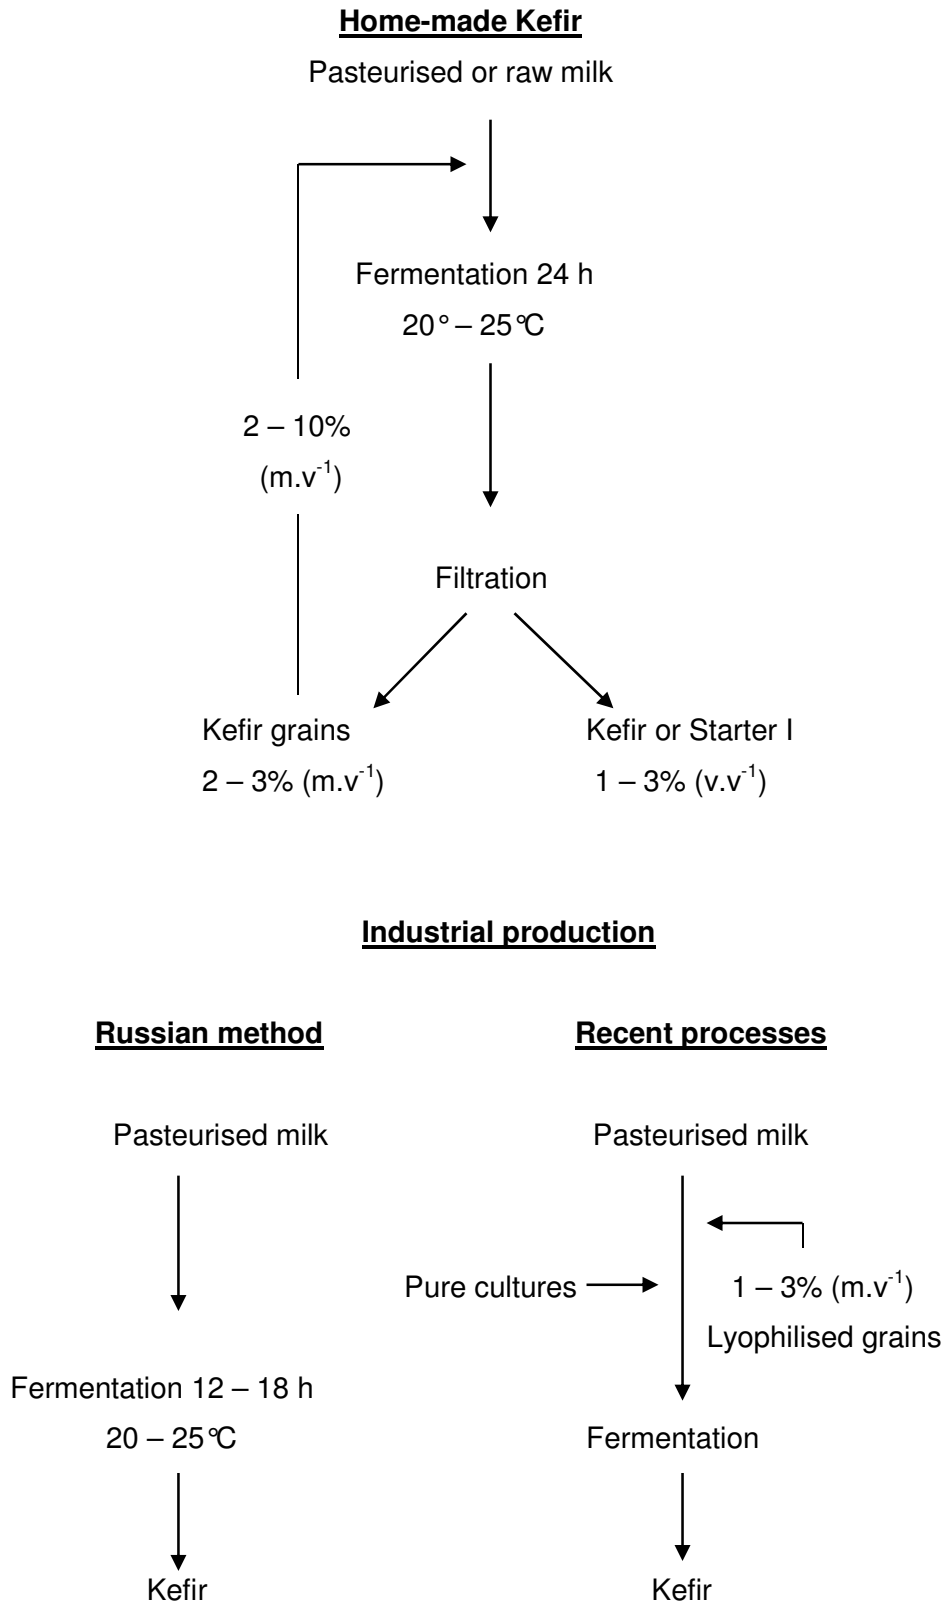 Home-made Kefir
Pasteurised or raw milk
Fermentation 24 h
20° – 25°C
2 – 10%
(m.v⁻¹)
Filtration
Kefir grains
2 – 3% (m.v⁻¹)
Kefir or Starter I
1 – 3% (v.v⁻¹)
Industrial production
Russian method
Pasteurised milk
Fermentation 12 – 18 h
20 – 25°C
Kefir
Recent processes
Pasteurised milk
Pure cultures
1 – 3% (m.v⁻¹)
Lyophilised grains
Fermentation
Kefir